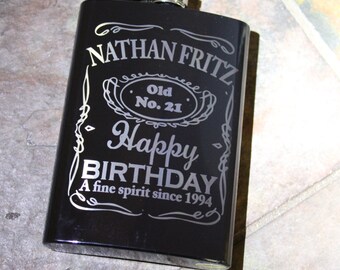 NATHAN FRITZ
Old
No. 21
Happy
BIRTHDAY
A fine spirit since 1994